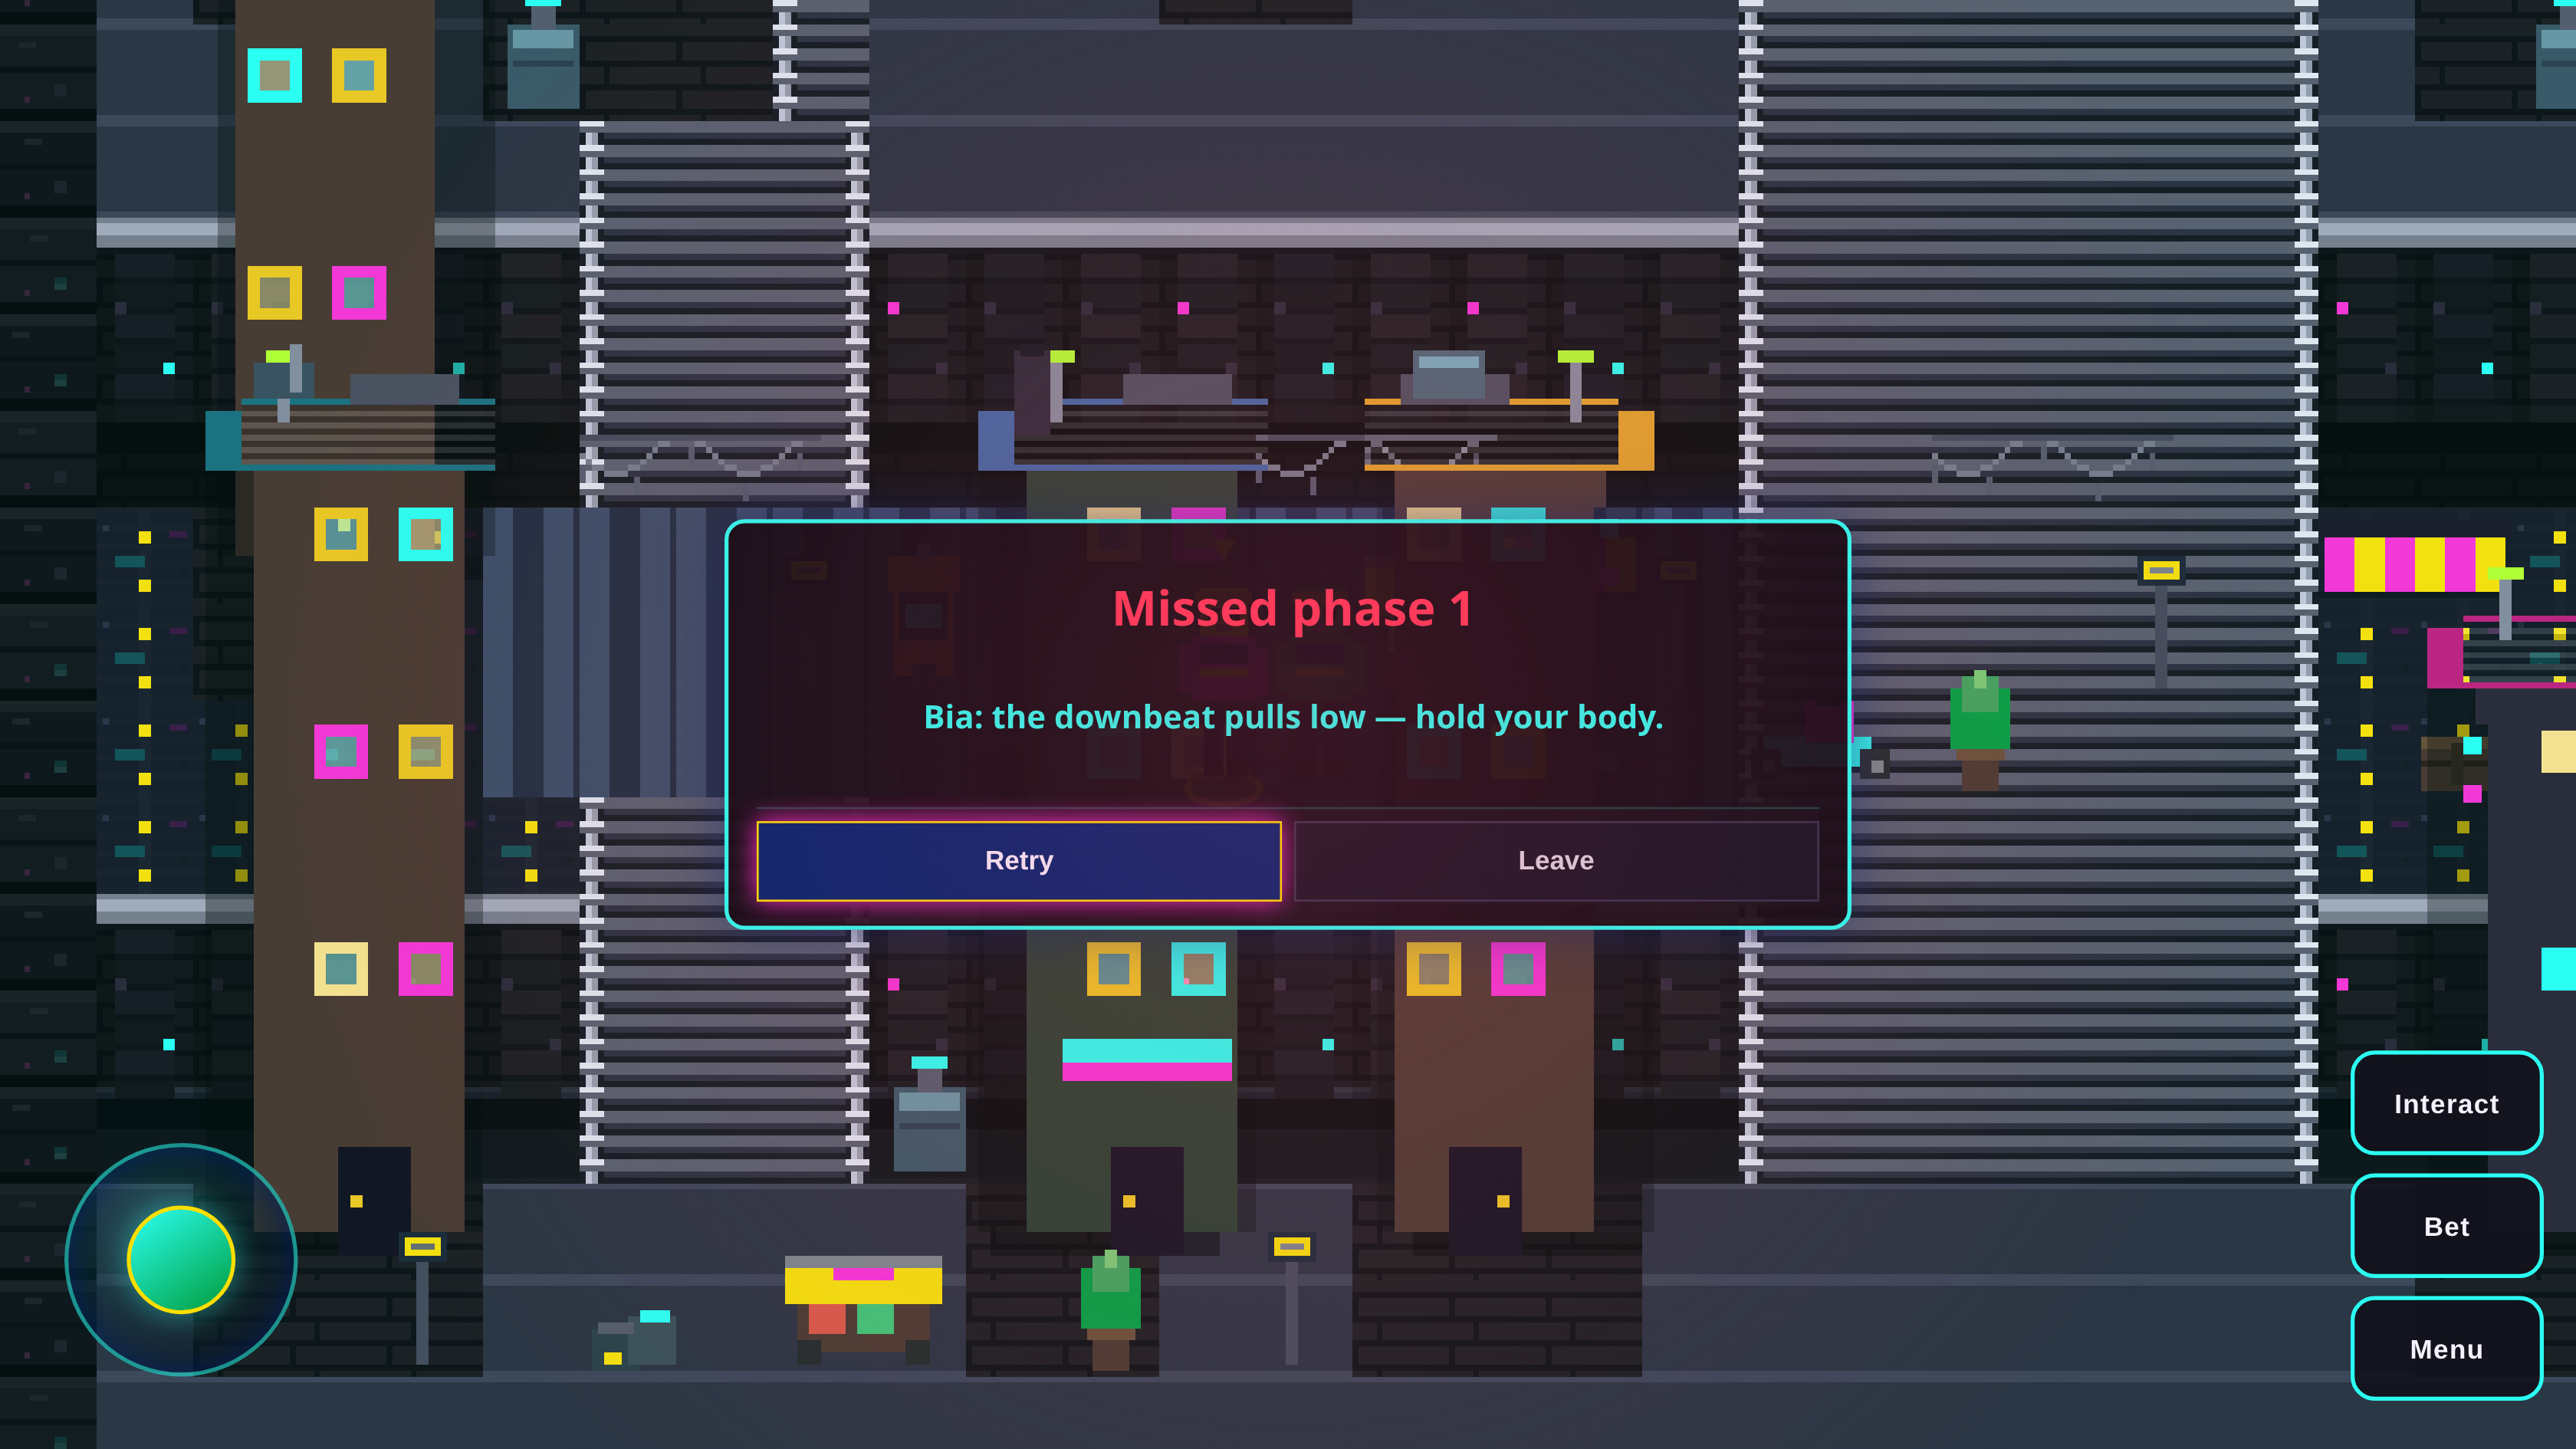 Missed phase 1
Bia: the downbeat pulls low — hold your body.
Retry
Leave
Interact
Bet
Menu